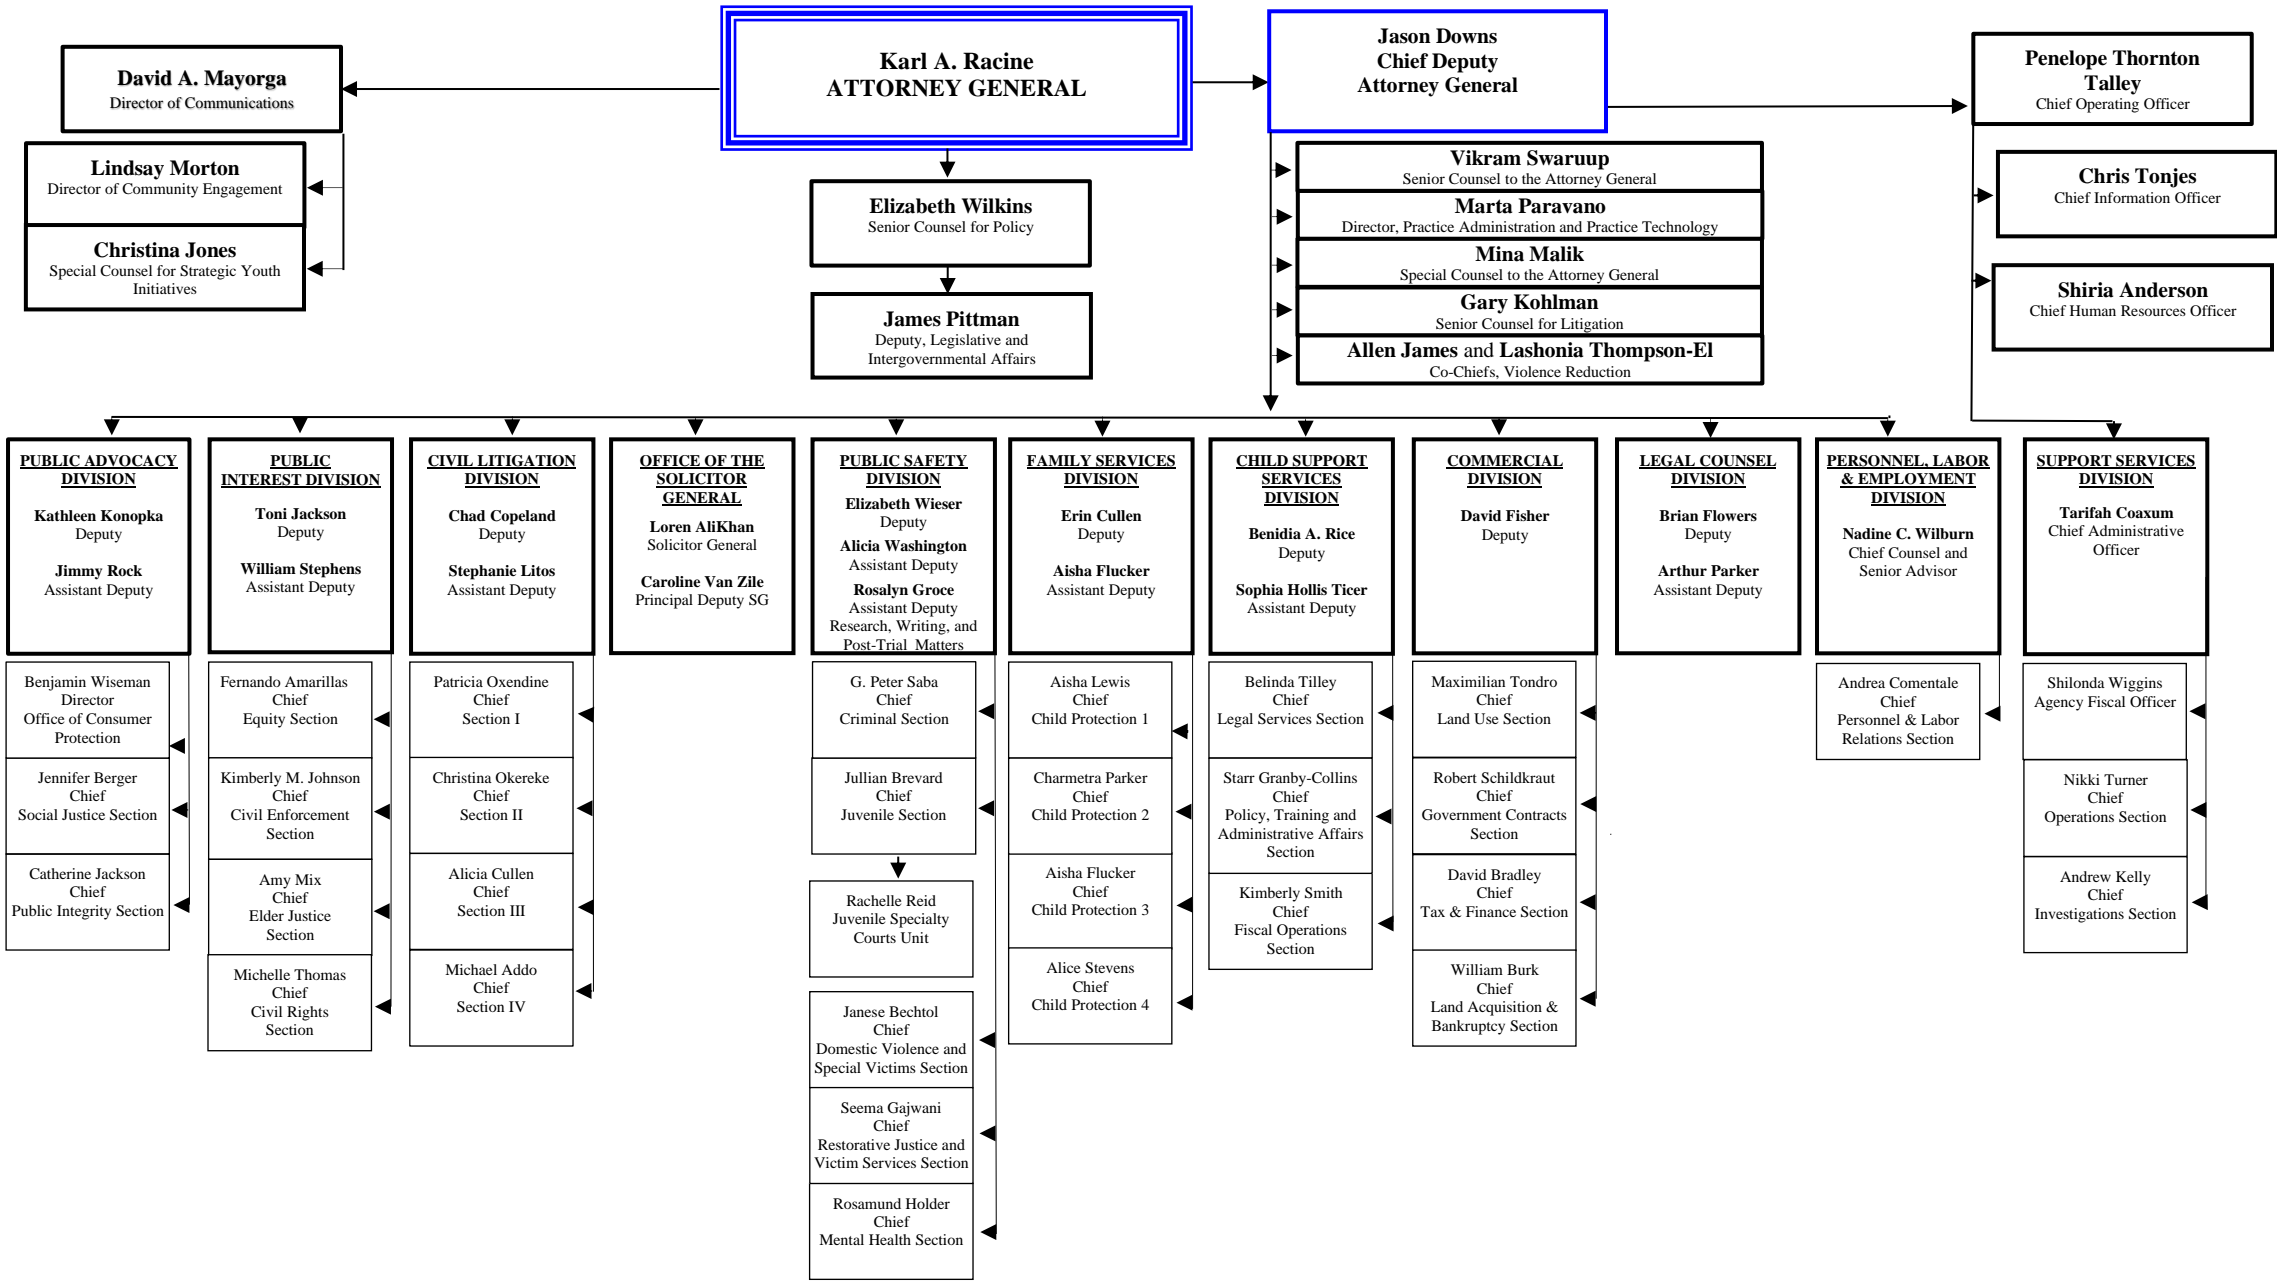 Karl A. Racine
ATTORNEY GENERAL
Jason Downs
Chief Deputy
Attorney General
David A. Mayorga
Director of Communications
Penelope Thornton
Talley
Chief Operating Officer
Lindsay Morton
Director of Community Engagement
Christina Jones
Special Counsel for Strategic Youth
Initiatives
Elizabeth Wilkins
Senior Counsel for Policy
James Pittman
Deputy, Legislative and
Intergovernmental Affairs
Vikram Swaruup
Senior Counsel to the Attorney General
Marta Paravano
Director, Practice Administration and Practice Technology
Mina Malik
Special Counsel to the Attorney General
Gary Kohlman
Senior Counsel for Litigation
Allen James and Lashonia Thompson-El
Co-Chiefs, Violence Reduction
Chris Tonjes
Chief Information Officer
Shiria Anderson
Chief Human Resources Officer
PUBLIC ADVOCACY
DIVISION
Kathleen Konopka
Deputy
Jimmy Rock
Assistant Deputy
Benjamin Wiseman
Director
Office of Consumer
Protection
Jennifer Berger
Chief
Social Justice Section
Catherine Jackson
Chief
Public Integrity Section
PUBLIC
INTEREST DIVISION
Toni Jackson
Deputy
William Stephens
Assistant Deputy
Fernando Amarillas
Chief
Equity Section
Kimberly M. Johnson
Chief
Civil Enforcement
Section
Amy Mix
Chief
Elder Justice
Section
Michelle Thomas
Chief
Civil Rights
Section
CIVIL LITIGATION
DIVISION
Chad Copeland
Deputy
Stephanie Litos
Assistant Deputy
Patricia Oxendine
Chief
Section I
Christina Okereke
Chief
Section II
Alicia Cullen
Chief
Section III
Michael Addo
Chief
Section IV
OFFICE OF THE
SOLICITOR
GENERAL
Loren AliKhan
Solicitor General
Caroline Van Zile
Principal Deputy SG
PUBLIC SAFETY
DIVISION
Elizabeth Wieser
Deputy
Alicia Washington
Assistant Deputy
Rosalyn Groce
Assistant Deputy
Research, Writing, and
Post-Trial Matters
G. Peter Saba
Chief
Criminal Section
Jullian Brevard
Chief
Juvenile Section
Rachelle Reid
Juvenile Specialty
Courts Unit
Janese Bechtol
Chief
Domestic Violence and
Special Victims Section
Seema Gajwani
Chief
Restorative Justice and
Victim Services Section
Rosamund Holder
Chief
Mental Health Section
FAMILY SERVICES
DIVISION
Erin Cullen
Deputy
Aisha Flucker
Assistant Deputy
Aisha Lewis
Chief
Child Protection 1
Charmetra Parker
Chief
Child Protection 2
Aisha Flucker
Chief
Child Protection 3
Alice Stevens
Chief
Child Protection 4
CHILD SUPPORT
SERVICES
DIVISION
Benidia A. Rice
Deputy
Sophia Hollis Ticer
Assistant Deputy
Belinda Tilley
Chief
Legal Services Section
Starr Granby-Collins
Chief
Policy, Training and
Administrative Affairs
Section
Kimberly Smith
Chief
Fiscal Operations
Section
COMMERCIAL
DIVISION
David Fisher
Deputy
Maximilian Tondro
Chief
Land Use Section
Robert Schildkraut
Chief
Government Contracts
Section
David Bradley
Chief
Tax & Finance Section
William Burk
Chief
Land Acquisition &
Bankruptcy Section
LEGAL COUNSEL
DIVISION
Brian Flowers
Deputy
Arthur Parker
Assistant Deputy
PERSONNEL, LABOR
& EMPLOYMENT
DIVISION
Nadine C. Wilburn
Chief Counsel and
Senior Advisor
Andrea Comentale
Chief
Personnel & Labor
Relations Section
SUPPORT SERVICES
DIVISION
Tarifah Coaxum
Chief Administrative
Officer
Shilonda Wiggins
Agency Fiscal Officer
Nikki Turner
Chief
Operations Section
Andrew Kelly
Chief
Investigations Section